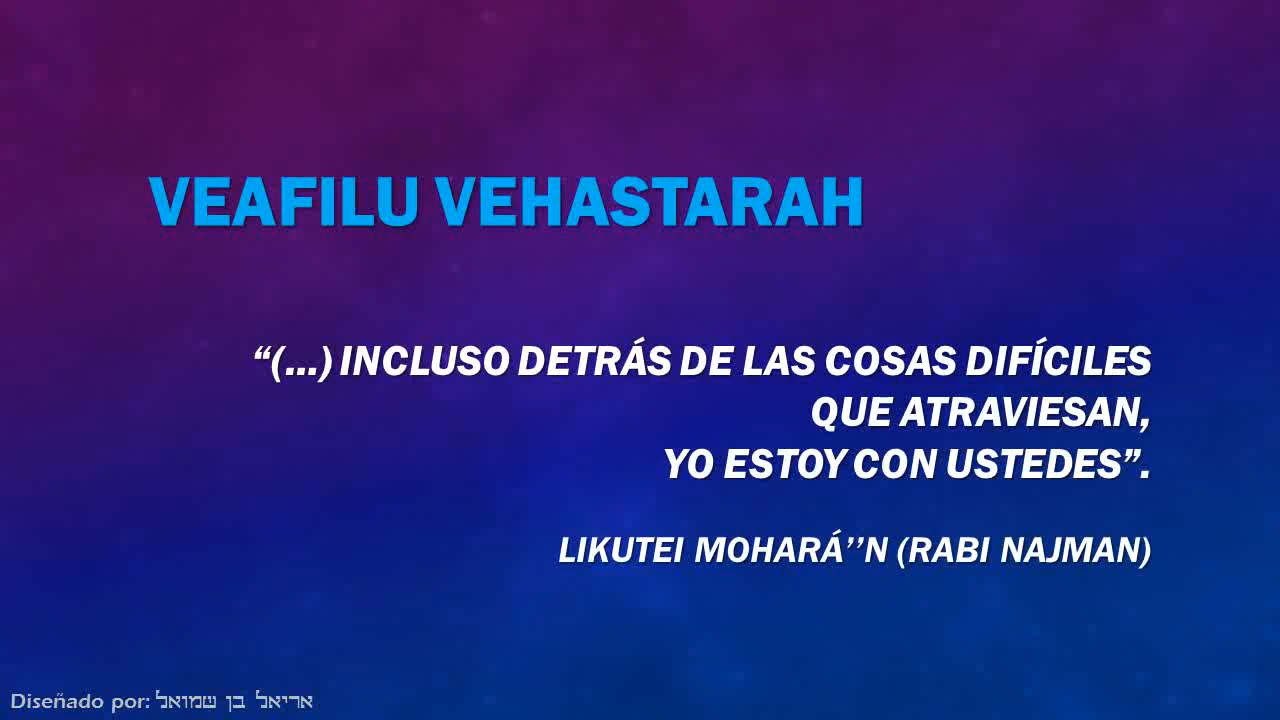 VEAFILU VEHASTARAH
“(...) INCLUSO DETRÁS DE LAS COSAS DIFÍCILES
QUE ATRAVIESAN,
YO ESTOY CON USTEDES”.
LIKUTEI MOHARÁ’’N (RABI NAJMAN)
Diseñado por: אריאל בן שמואל